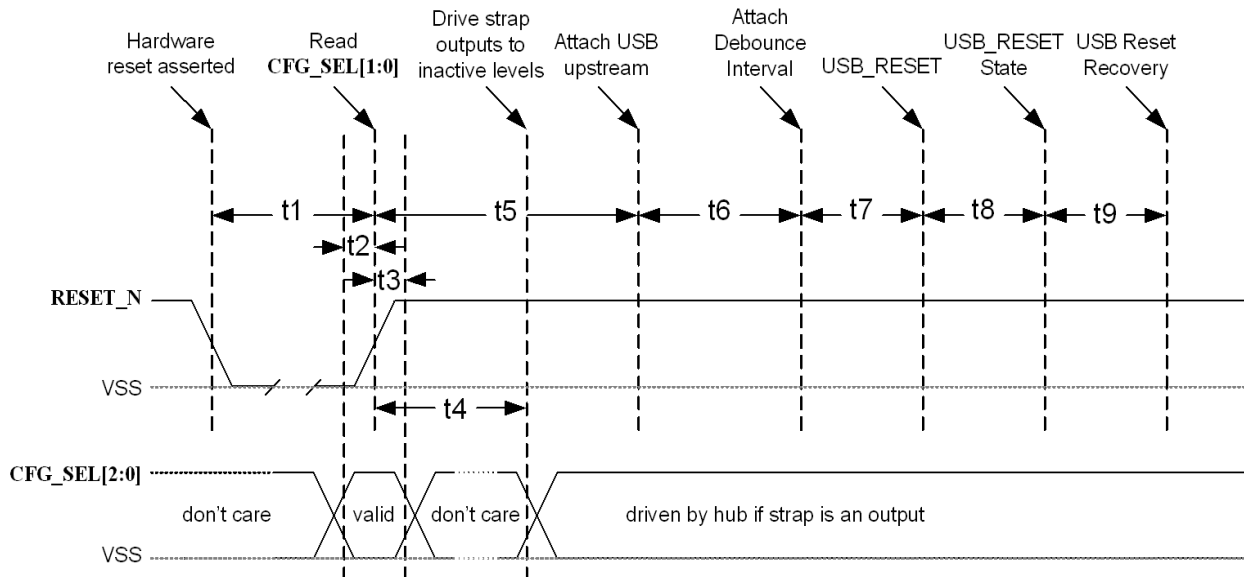 Hardware
reset asserted
Read
CFG_SEL[1:0]
Drive strap
outputs to
inactive levels
Attach USB
upstream
Attach
Debounce
Interval
USB_RESET
USB_RESET
State
USB Reset
Recovery
t1
t5
t6
t7
t8
t9
t2
t3
RESET_N
VSS
t4
CFG_SEL[2:0]
don't care
valid
don't care
driven by hub if strap is an output
VSS